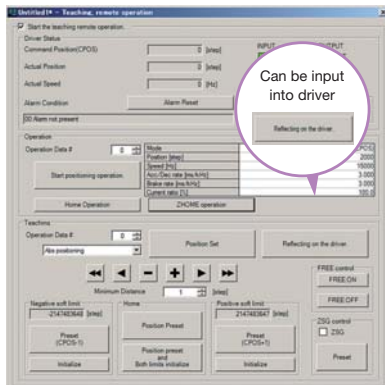 Untitled1* - Teaching, remote operation
Start the teaching remote operation.
Driver Status
Command Position(CPOS) 0 [step] INPUT OUTPUT
Actual Position 0 [step]
Actual Speed 0 [Hz]
Alarm Condition Alarm Reset
00 Alarm not present
Can be input
into driver
Reflecting on the driver.
Operation
Operation Data # 0
Start positioning operation.
Home Operation ZHOME operation
Mode CPOS)
Position [step] 2000
Speed [Hz]
Acc/Dec rate [ms/kHz] 3.000
Brake rate [ms/kHz] 3.000
Current ratio [%] 100.0
Teaching
Operation Data #. 0
Abs positioning
Position Set
Reflecting on the driver.
Minimum Distance 1 [step]
FREE control
FREE ON
FREE OFF
Negative soft limit
-2147483648 [step]
Preset
(CPOS-1)
Initialize
Home
Position Preset
Position preset
and
Both limits initialize
Positive soft limit
2147483647 [step]
Preset
(CPOS+1)
Initialize
ZSG control
ZSG
Preset